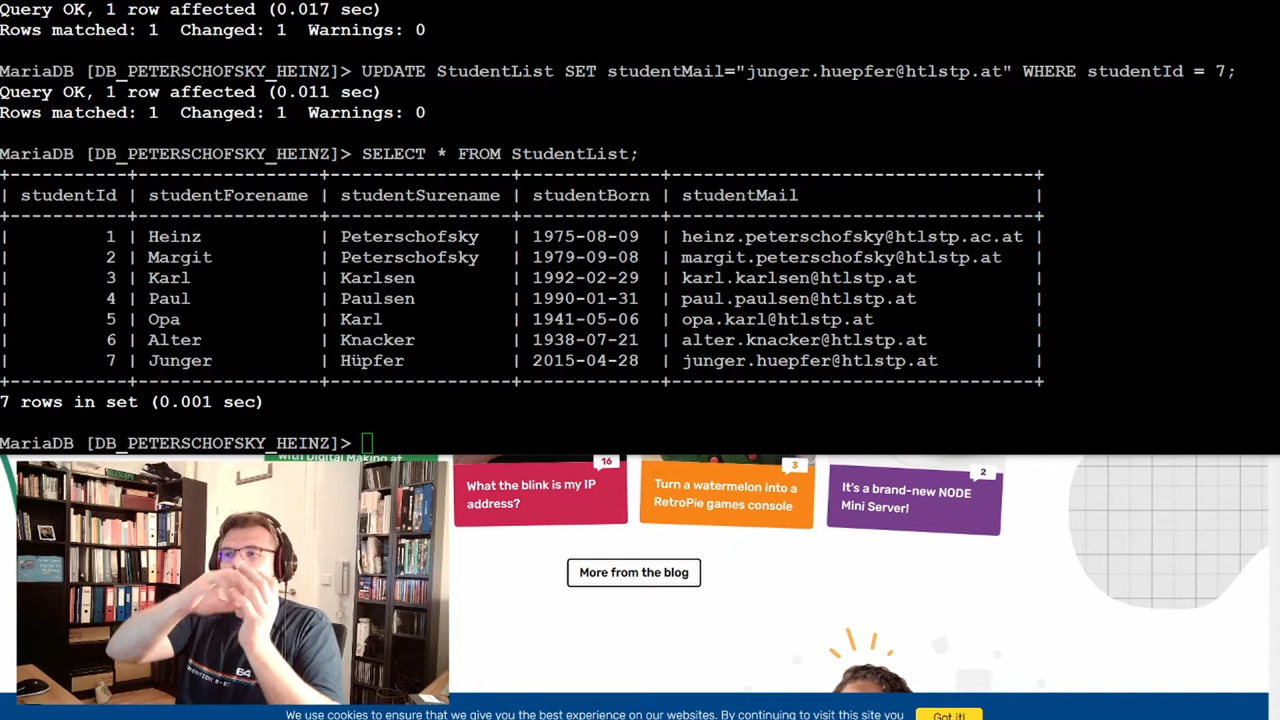 Query OK, 1 row affected (0.017 sec)
Rows matched: 1  Changed: 1  Warnings: 0
MariaDB [DB_PETERSCHOFSKY_HEINZ]> UPDATE StudentList SET studentMail="junger.huepfer@htlstp.at" WHERE studentId = 7;
Query OK, 1 row affected (0.011 sec)
Rows matched: 1  Changed: 1  Warnings: 0
MariaDB [DB_PETERSCHOFSKY_HEINZ]> SELECT * FROM StudentList;
+-----------+-----------------+----------------+-------------+----------------------------------+
| studentId | studentForename | studentSurename | studentBorn | studentMail |
+-----------+-----------------+----------------+-------------+----------------------------------+
| 1 | Heinz | Peterschofsky | 1975-08-09 | heinz.peterschofsky@htlstp.ac.at |
| 2 | Margit | Peterschofsky | 1979-09-08 | margit.peterschofsky@htlstp.at |
| 3 | Karl | Karlsen | 1992-02-29 | karl.karlsen@htlstp.at |
| 4 | Paul | Paulsen | 1990-01-31 | paul.paulsen@htlstp.at |
| 5 | Opa | Karl | 1941-05-06 | opa.karl@htlstp.at |
| 6 | Alter | Knacker | 1938-07-21 | alter.knacker@htlstp.at |
| 7 | Junger | Hüpfer | 2015-04-28 | junger.huepfer@htlstp.at |
+-----------+-----------------+----------------+-------------+----------------------------------+
7 rows in set (0.001 sec)
MariaDB [DB_PETERSCHOFSKY_HEINZ]>
with Digital Making at
16
What the blink is my IP
address?
3
Turn a watermelon into a
RetroPie games console
2
It's a brand-new NODE
Mini Server!
More from the blog
64
We use cookies to ensure that we give you the best experience on our websites. By continuing to visit this site you
Got it!